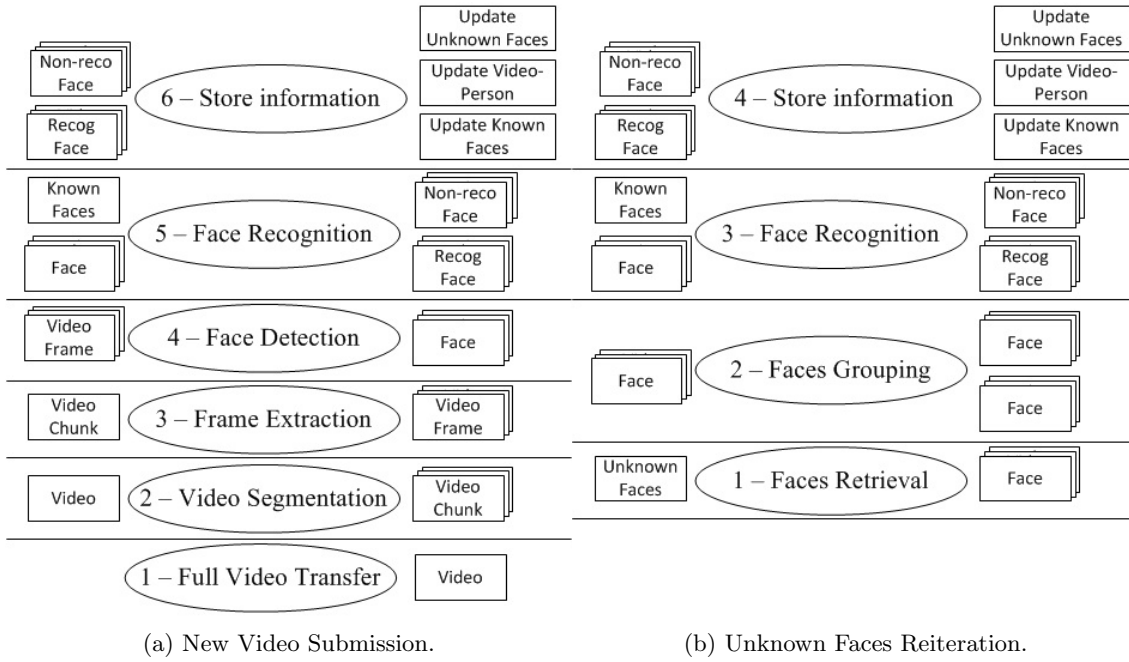 Non-reco
Face
Recog
Face
6 – Store information
Update
Unknown Faces
Update Video-
Person
Update Known
Faces
Known
Faces
Face
5 – Face Recognition
Non-reco
Face
Recog
Face
Video
Frame
4 – Face Detection
Face
Video
Chunk
3 – Frame Extraction
Video
Frame
Video
2 – Video Segmentation
Video
Chunk
1 – Full Video Transfer
Video
(a) New Video Submission.
Non-reco
Face
Recog
Face
4 – Store information
Update
Unknown Faces
Update Video-
Person
Update Known
Faces
Known
Faces
Face
3 – Face Recognition
Non-reco
Face
Recog
Face
Face
2 – Faces Grouping
Face
Face
Unknown
Faces
1 – Faces Retrieval
Face
(b) Unknown Faces Reiteration.